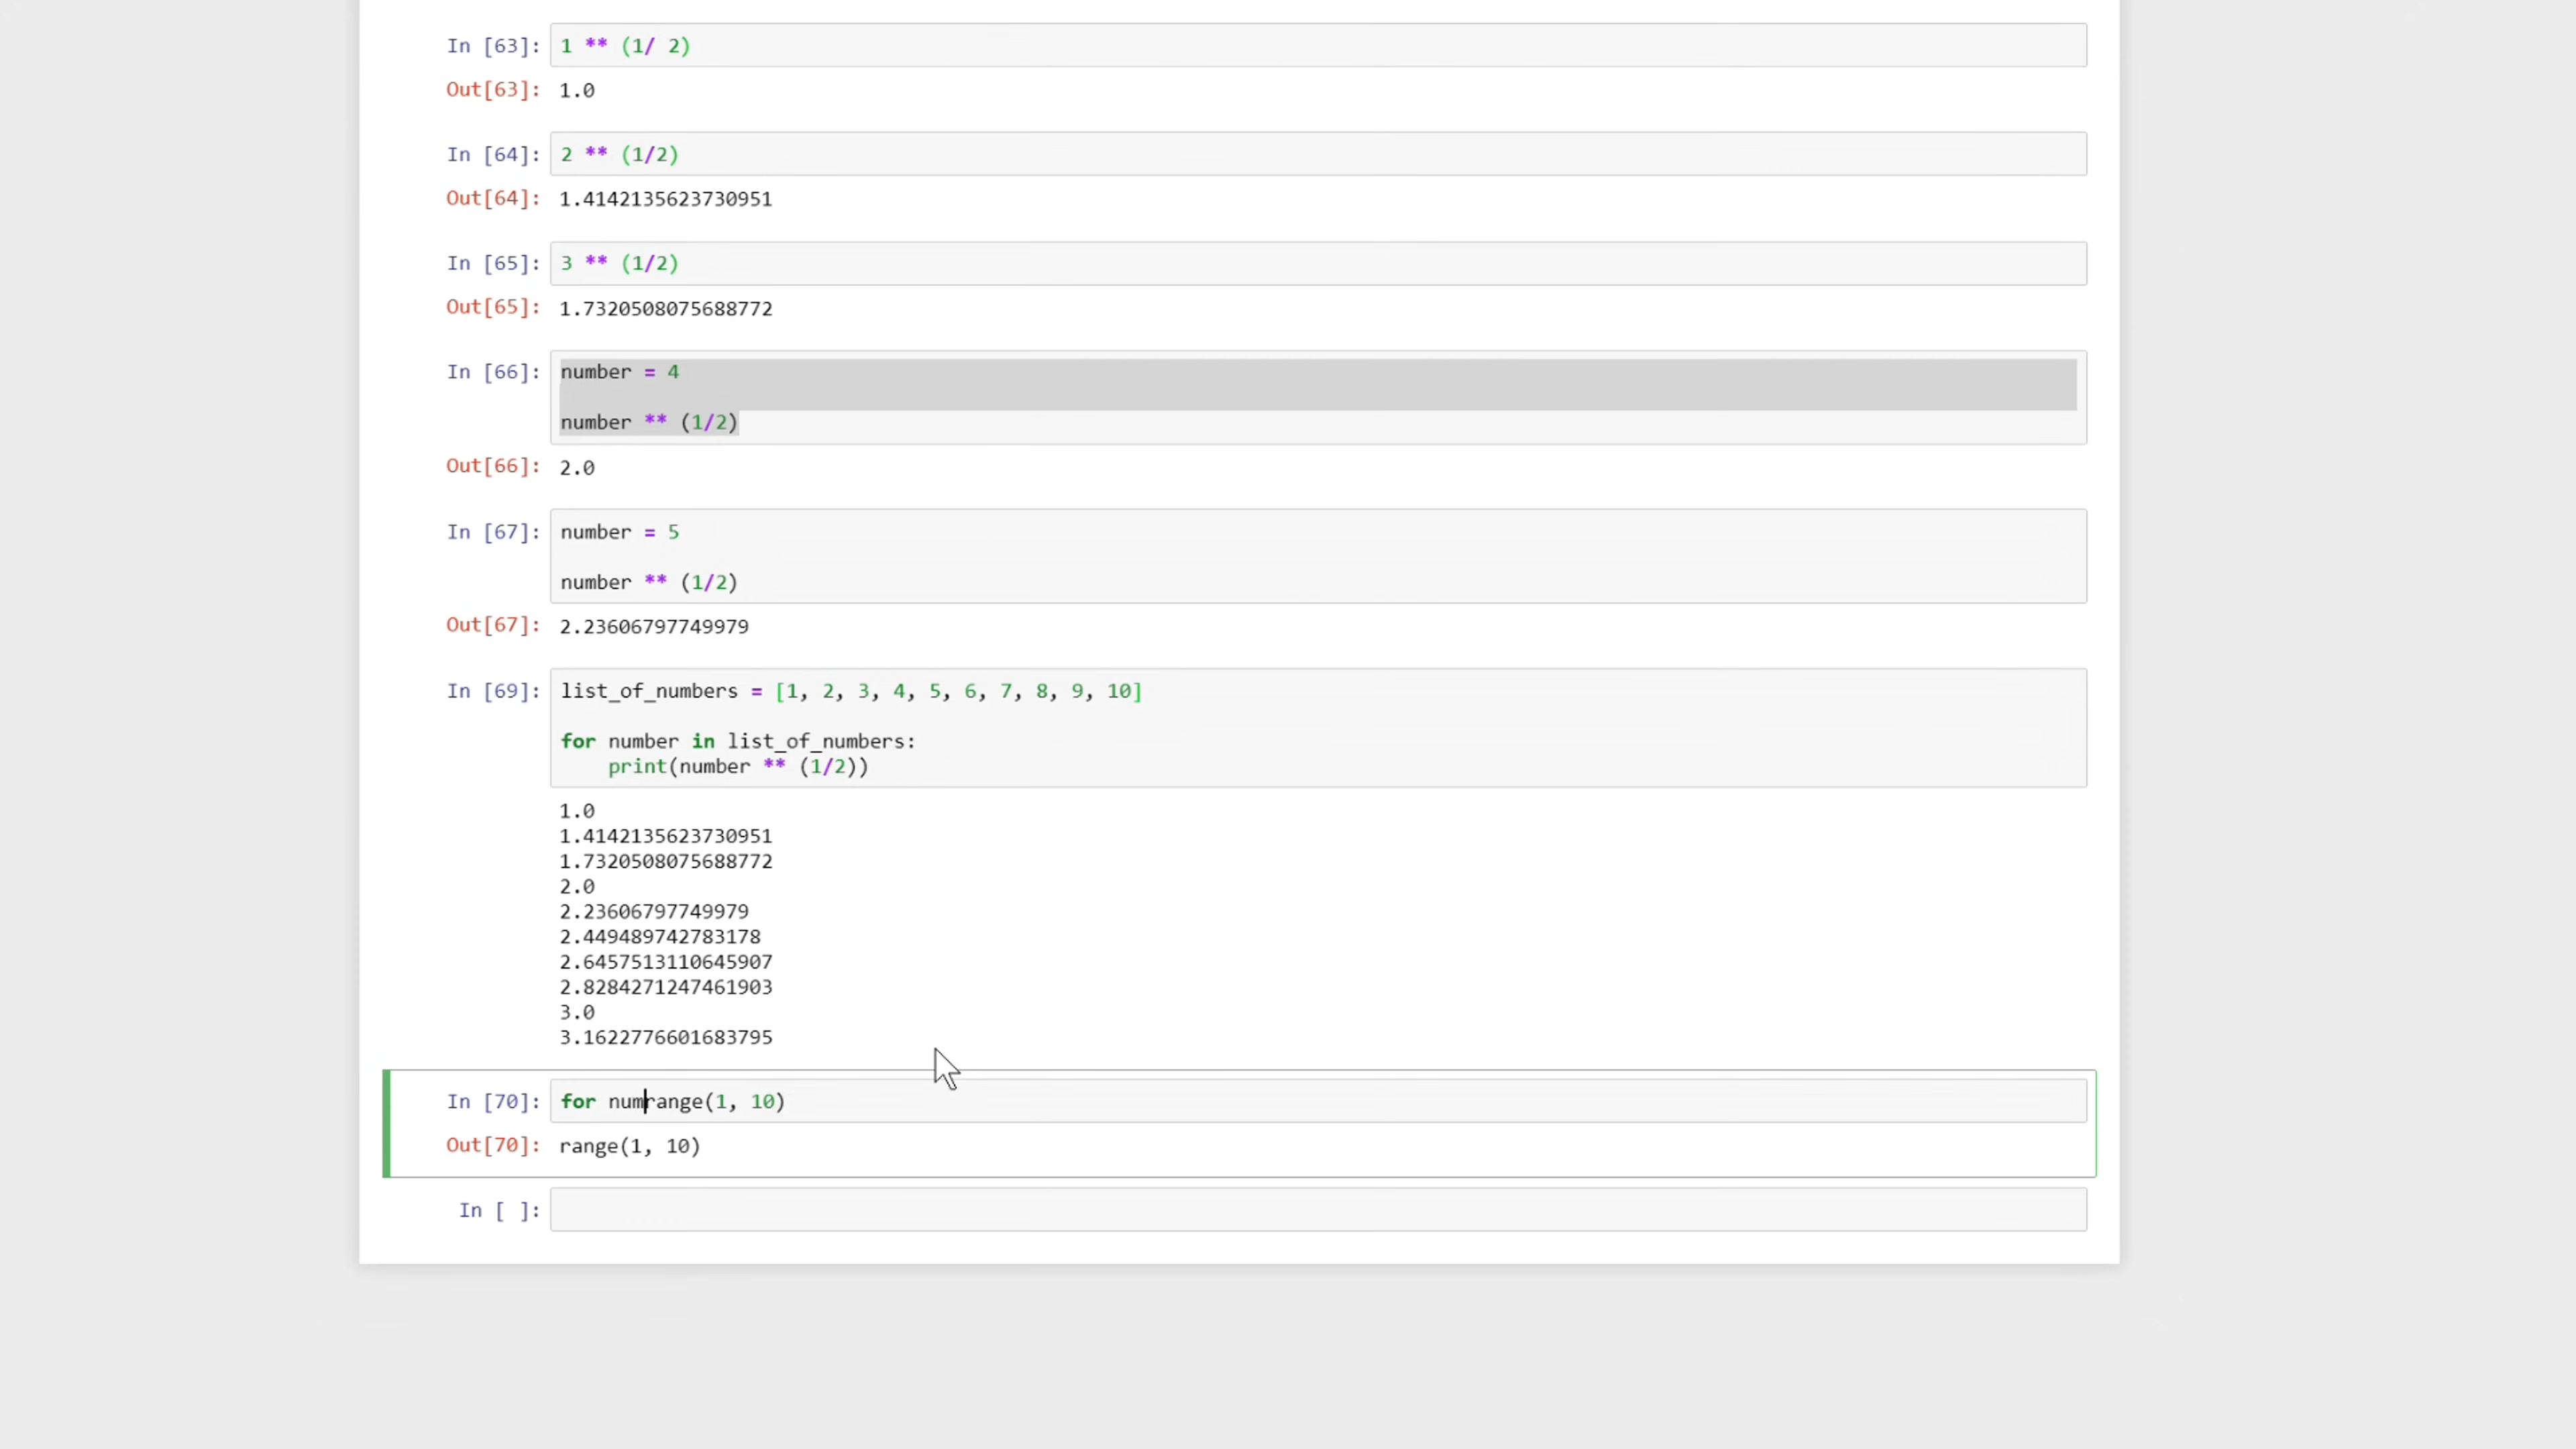 In [63]: 1 ** (1/ 2)
Out[63]: 1.0
In [64]: 2 ** (1/2)
Out[64]: 1.4142135623730951
In [65]: 3 ** (1/2)
Out[65]: 1.7320508075688772
In [66]: number = 4
number ** (1/2)
Out[66]: 2.0
In [67]: number = 5
number ** (1/2)
Out[67]: 2.23606797749979
In [69]: list_of_numbers = [1, 2, 3, 4, 5, 6, 7, 8, 9, 10]
for number in list_of_numbers:
    print(number ** (1/2))
1.0
1.4142135623730951
1.7320508075688772
2.0
2.23606797749979
2.449489742783178
2.6457513110645907
2.8284271247461903
3.0
3.1622776601683795
In [70]: for numrange(1, 10)
Out[70]: range(1, 10)
In [ ]: